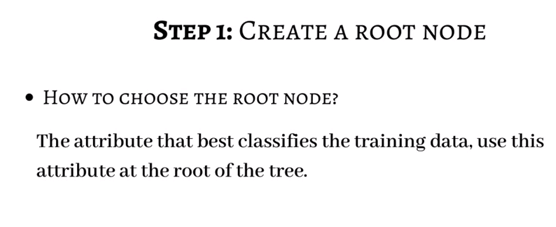 Step 1: Create a root node
• How to choose the root node?
The attribute that best classifies the training data, use this
attribute at the root of the tree.